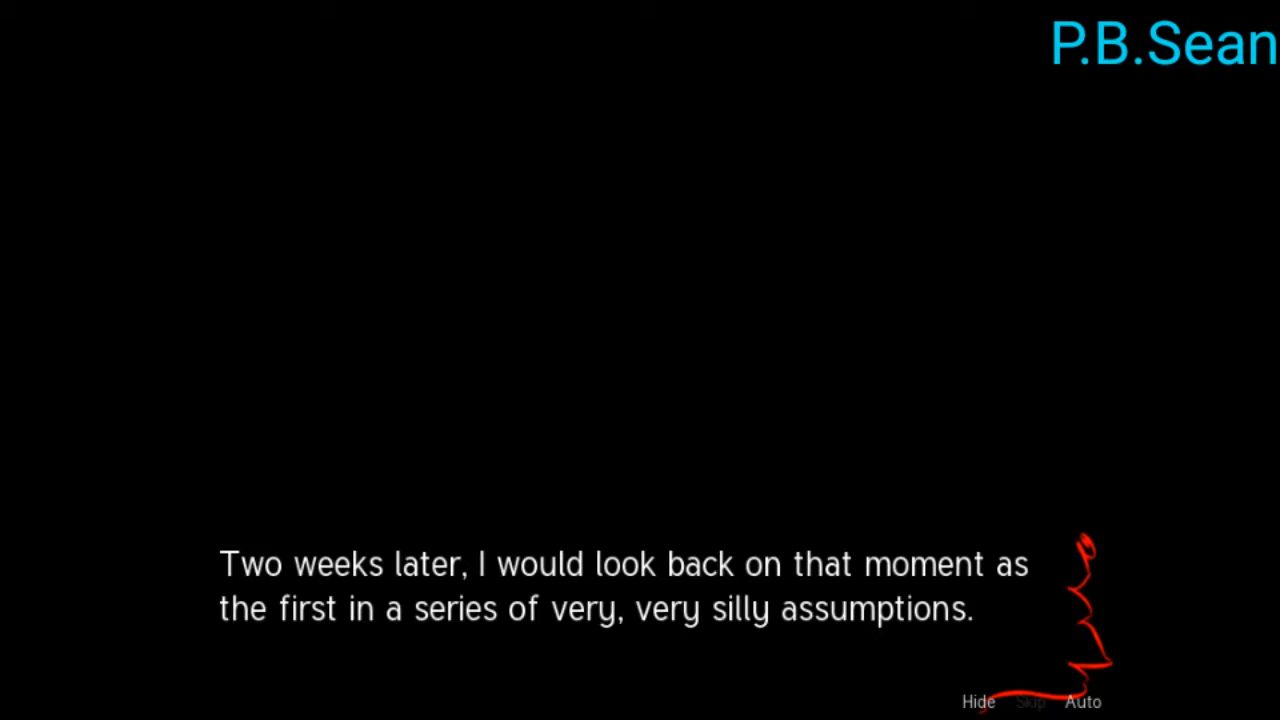 P.B.Sean
Two weeks later, I would look back on that moment as
the first in a series of very, very silly assumptions.
Hide Skip Auto